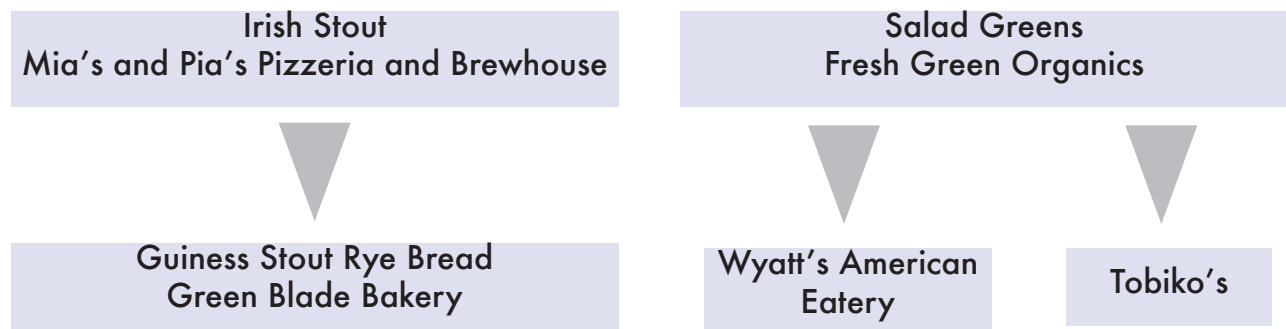 Irish Stout
Mia's and Pia's Pizzeria and Brewhouse
Guiness Stout Rye Bread
Green Blade Bakery
Salad Greens
Fresh Green Organics
Wyatt's American
Eatery
Tobiko's